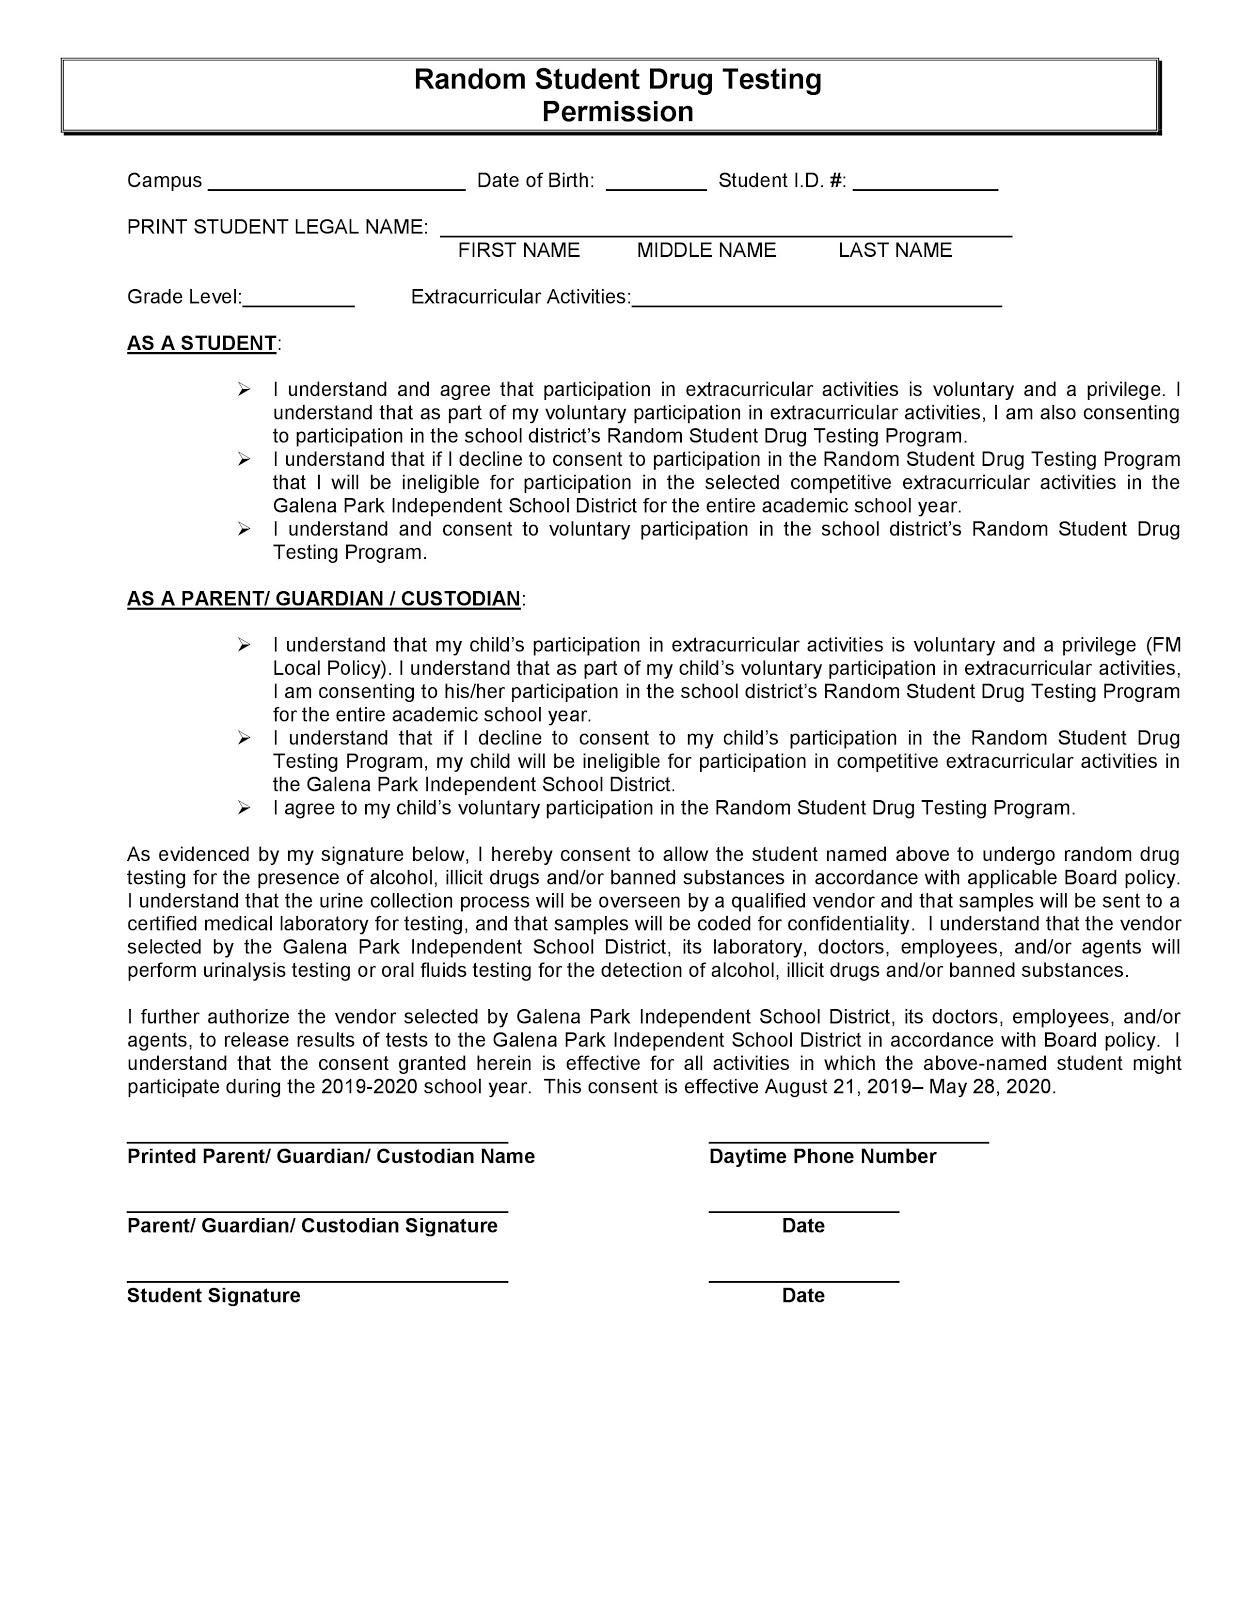 Random Student Drug Testing
Permission
Campus ______________________ Date of Birth: _________ Student I.D. #: _____________
PRINT STUDENT LEGAL NAME: ____________________________________________________
FIRST NAME MIDDLE NAME LAST NAME
Grade Level:__________ Extracurricular Activities:_________________________________
AS A STUDENT:
➢ I understand and agree that participation in extracurricular activities is voluntary and a privilege. I
understand that as part of my voluntary participation in extracurricular activities, I am also consenting
to participation in the school district's Random Student Drug Testing Program.
➢ I understand that if I decline to consent to participation in the Random Student Drug Testing Program
that I will be ineligible for participation in the selected competitive extracurricular activities in the
Galena Park Independent School District for the entire academic school year.
➢ I understand and consent to voluntary participation in the school district's Random Student Drug
Testing Program.
AS A PARENT/ GUARDIAN / CUSTODIAN:
➢ I understand that my child's participation in extracurricular activities is voluntary and a privilege (FM
Local Policy). I understand that as part of my child's voluntary participation in extracurricular activities,
I am consenting to his/her participation in the school district's Random Student Drug Testing Program
for the entire academic school year.
➢ I understand that if I decline to consent to my child's participation in the Random Student Drug
Testing Program, my child will be ineligible for participation in competitive extracurricular activities in
the Galena Park Independent School District.
➢ I agree to my child's voluntary participation in the Random Student Drug Testing Program.
As evidenced by my signature below, I hereby consent to allow the student named above to undergo random drug
testing for the presence of alcohol, illicit drugs and/or banned substances in accordance with applicable Board policy.
I understand that the urine collection process will be overseen by a qualified vendor and that samples will be sent to a
certified medical laboratory for testing, and that samples will be coded for confidentiality. I understand that the vendor
selected by the Galena Park Independent School District, its laboratory, doctors, employees, and/or agents will
perform urinalysis testing or oral fluids testing for the detection of alcohol, illicit drugs and/or banned substances.
I further authorize the vendor selected by Galena Park Independent School District, its doctors, employees, and/or
agents, to release results of tests to the Galena Park Independent School District in accordance with Board policy. I
understand that the consent granted herein is effective for all activities in which the above-named student might
participate during the 2019-2020 school year. This consent is effective August 21, 2019– May 28, 2020.
Printed Parent/ Guardian/ Custodian Name Daytime Phone Number
Parent/ Guardian/ Custodian Signature Date
Student Signature Date